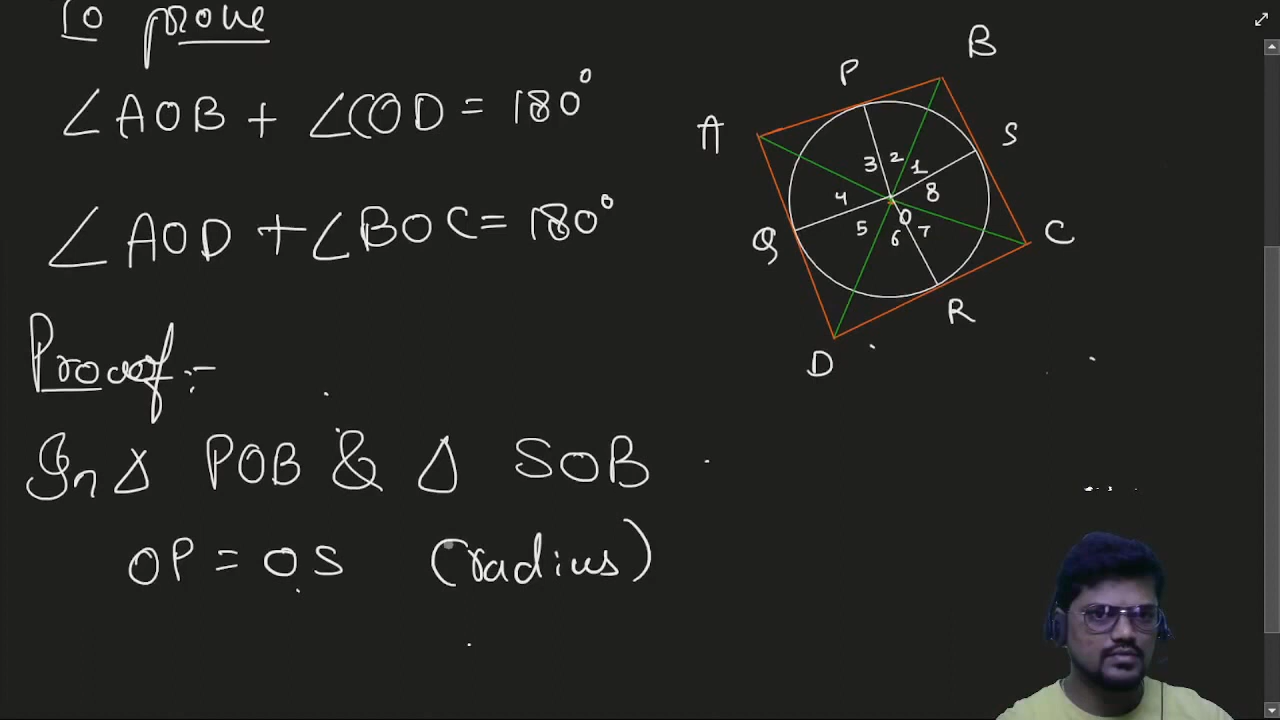 To prove
∠AOB + ∠COD = 180°
∠AOD + ∠BOC = 180°
Proof :-
In Δ POB & Δ SOB
OP = OS (radius)
B
P
A
S
3 2 1
4 8
O
5 6 7
Q
C
R
D